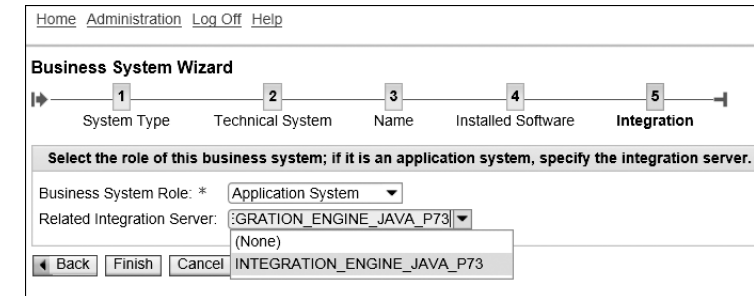 Home Administration Log Off Help
Business System Wizard
1 2 3 4 5
System Type Technical System Name Installed Software Integration
Select the role of this business system; if it is an application system, specify the integration server.
Business System Role: * Application System
Related Integration Server: EGRATION_ENGINE_JAVA_P73
(None)
Back Finish Cancel INTEGRATION_ENGINE_JAVA_P73